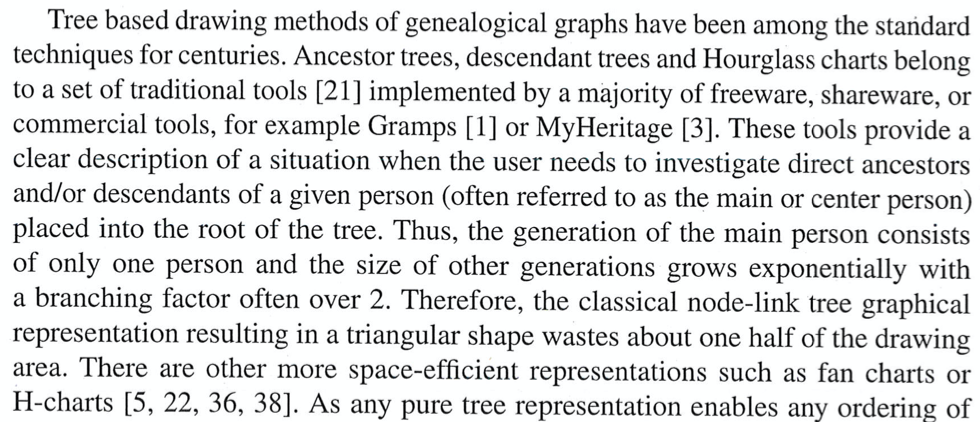 Tree based drawing methods of genealogical graphs have been among the standard
techniques for centuries. Ancestor trees, descendant trees and Hourglass charts belong
to a set of traditional tools [21] implemented by a majority of freeware, shareware, or
commercial tools, for example Gramps [1] or MyHeritage [3]. These tools provide a
clear description of a situation when the user needs to investigate direct ancestors
and/or descendants of a given person (often referred to as the main or center person)
placed into the root of the tree. Thus, the generation of the main person consists
of only one person and the size of other generations grows exponentially with
a branching factor often over 2. Therefore, the classical node-link tree graphical
representation resulting in a triangular shape wastes about one half of the drawing
area. There are other more space-efficient representations such as fan charts or
H-charts [5, 22, 36, 38]. As any pure tree representation enables any ordering of